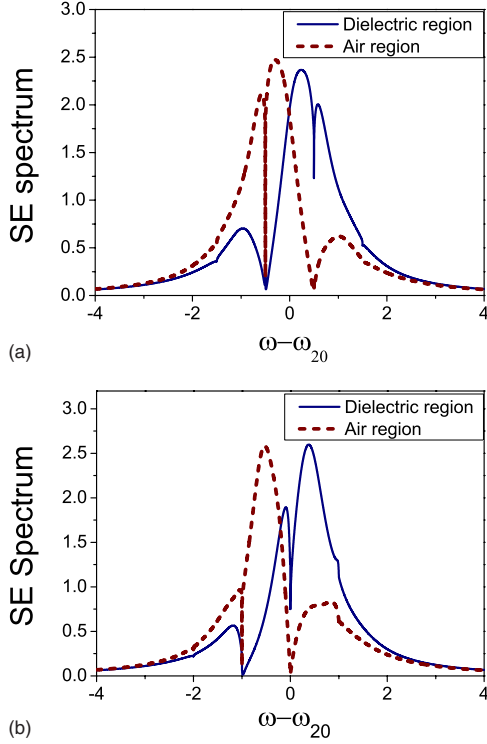 3.0
2.5
2.0
1.5
1.0
0.5
0.0
SE spectrum
Dielectric region
Air region
-4 -2 0 2 4
ω−ω20
(a)
3.0
2.5
2.0
1.5
1.0
0.5
0.0
SE Spectrum
Dielectric region
Air region
-4 -2 0 2 4
ω−ω20
(b)